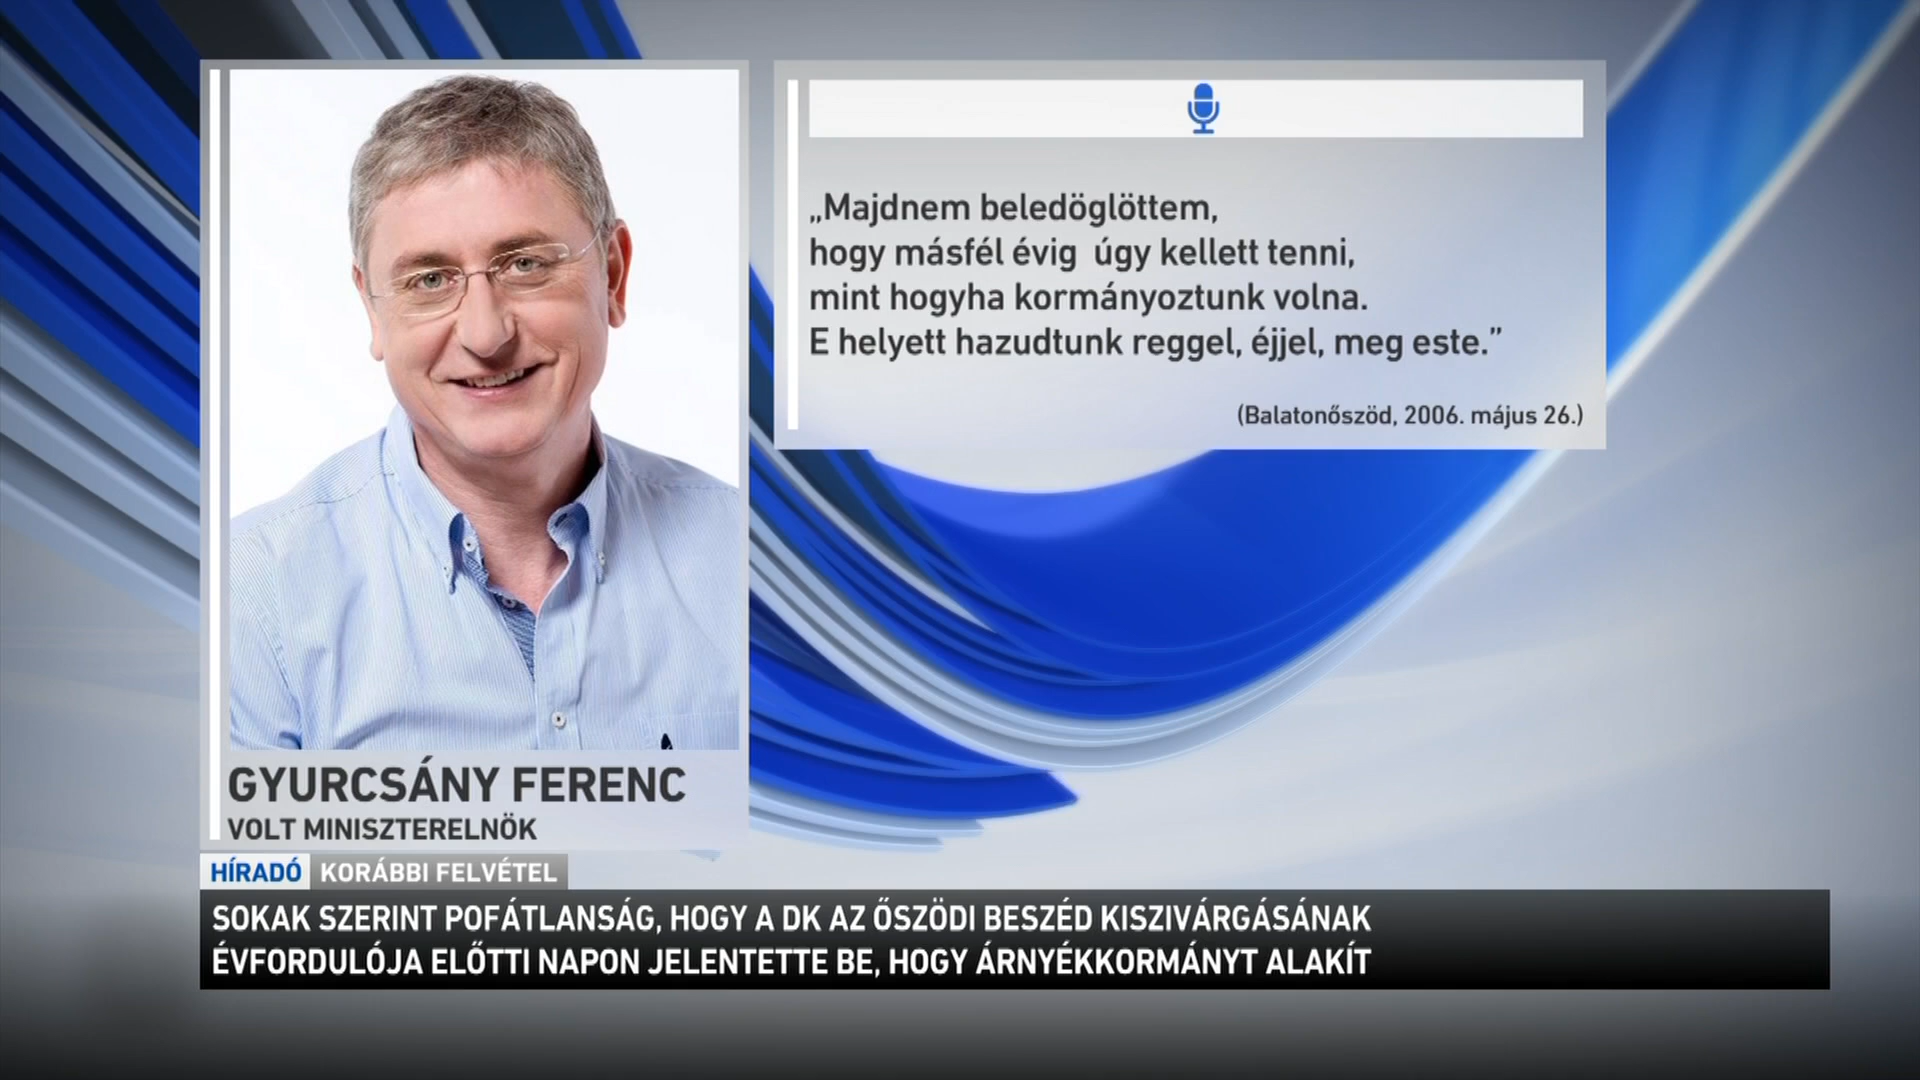 „Majdnem beledöglöttem,
hogy másfél évig úgy kellett tenni,
mint hogyha kormányoztunk volna.
E helyett hazudtunk reggel, éjjel, meg este.”
(Balatonőszöd, 2006. május 26.)
GYURCSÁNY FERENC
VOLT MINISZTERELNÖK
HÍRADÓ KORÁBBI FELVÉTEL
SOKAK SZERINT POFÁTLANSÁG, HOGY A DK AZ ŐSZÖDI BESZÉD KISZIVÁRGÁSÁNAK
ÉVFORDULÓJA ELŐTTI NAPON JELENTETTE BE, HOGY ÁRNYÉKKORMÁNYT ALAKÍT